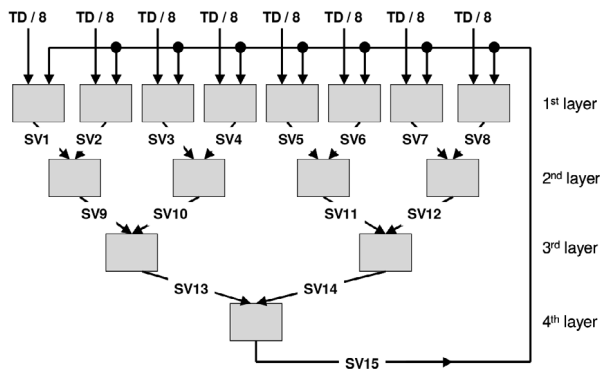 TD / 8 TD / 8 TD / 8 TD / 8 TD / 8 TD / 8 TD / 8 TD / 8
1st layer
SV1 SV2 SV3 SV4 SV5 SV6 SV7 SV8
2nd layer
SV9 SV10 SV11 SV12
3rd layer
SV13 SV14
4th layer
SV15